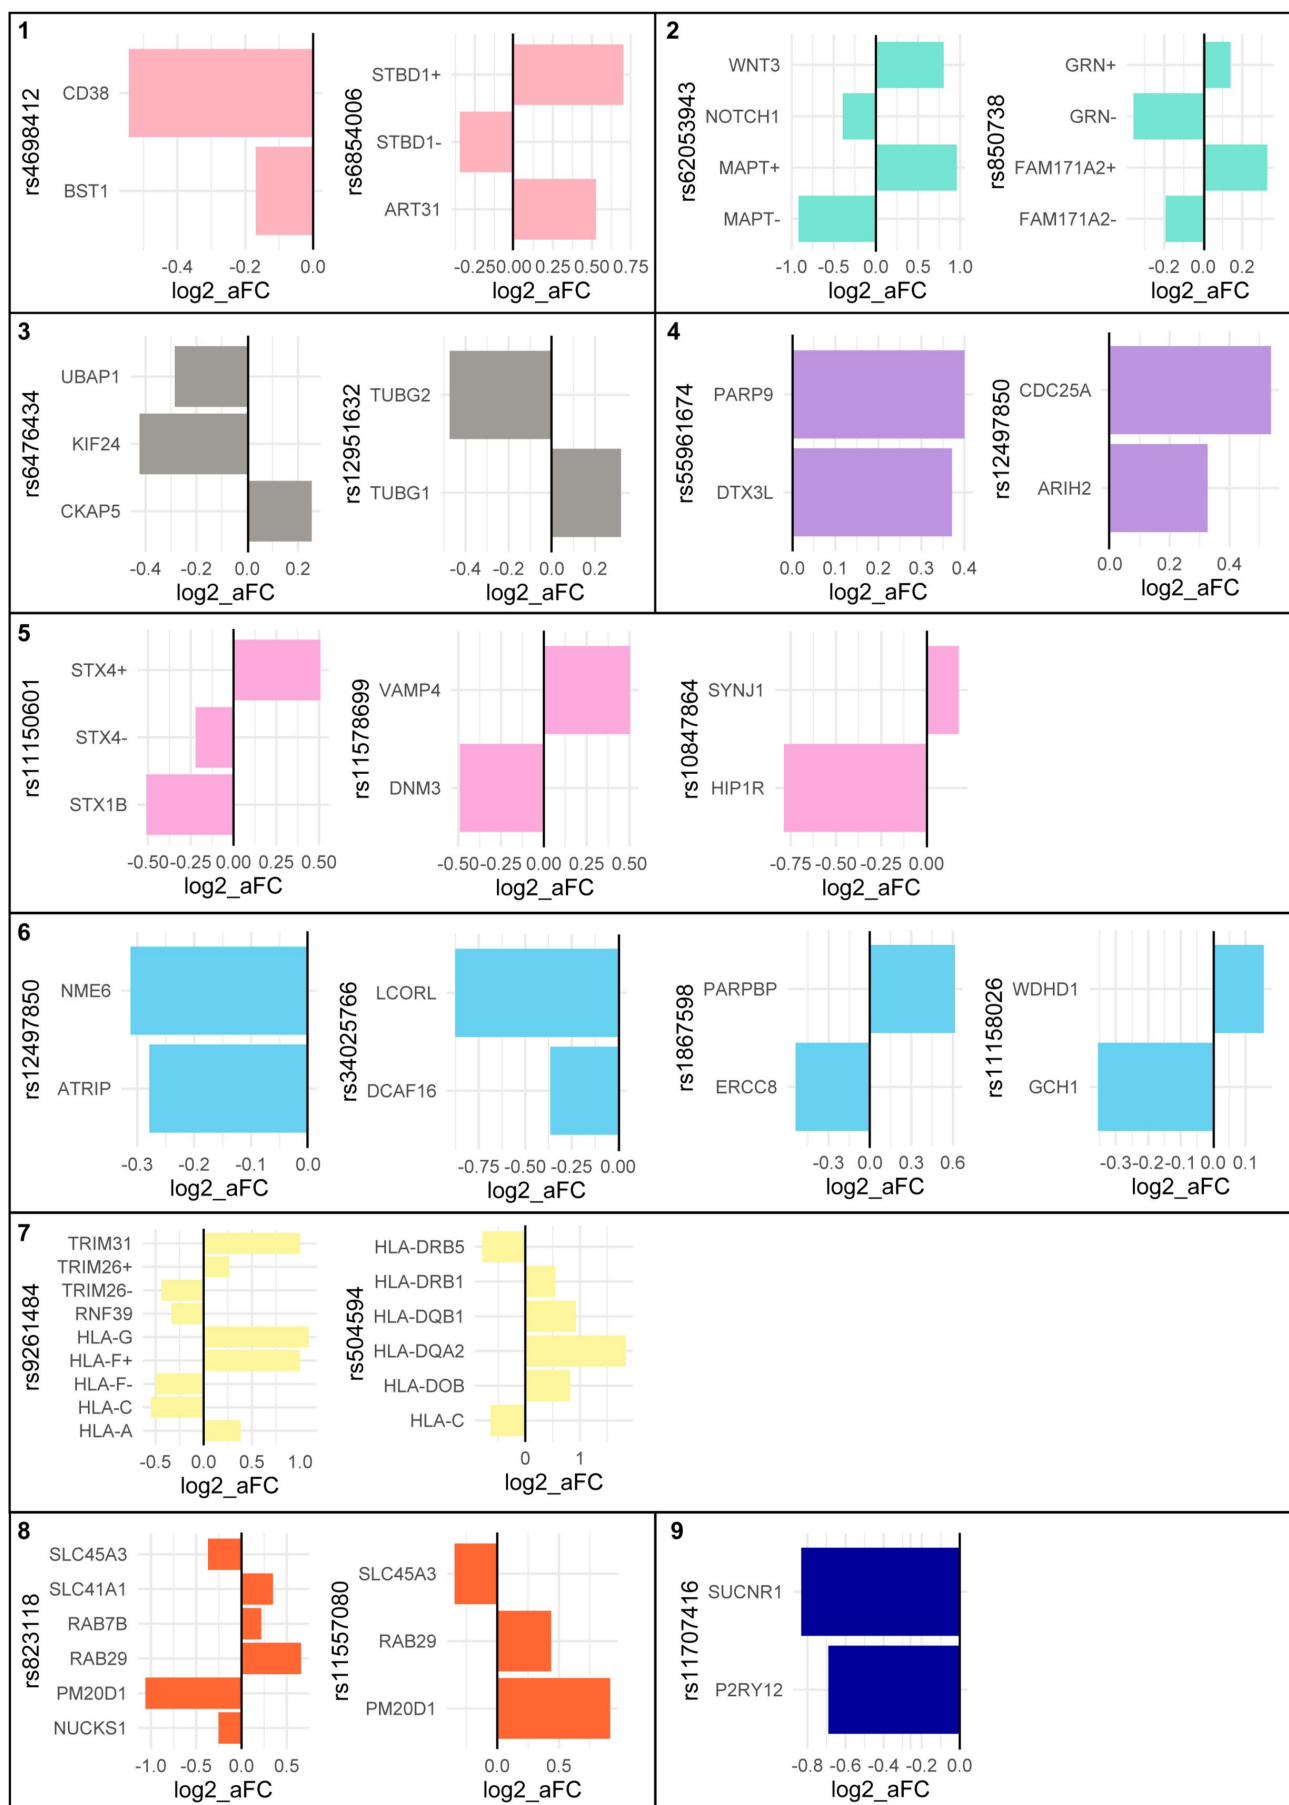 1
rs4698412
CD38
BST1
-0.4 -0.2 0.0
log2_aFC
rs6854006
STBD1+
STBD1-
ART31
-0.25 0.00 0.25 0.50 0.75
log2_aFC
2
rs62053943
WNT3
NOTCH1
MAPT+
MAPT-
-1.0 -0.5 0.0 0.5 1.0
log2_aFC
rs850738
GRN+
GRN-
FAM171A2+
FAM171A2-
-0.2 0.0 0.2
log2_aFC
3
rs6476434
UBAP1
KIF24
CKAP5
-0.4 -0.2 0.0 0.2
log2_aFC
rs12951632
TUBG2
TUBG1
-0.4 -0.2 0.0 0.2
log2_aFC
4
rs55961674
PARP9
DTX3L
0.0 0.1 0.2 0.3 0.4
log2_aFC
rs12497850
CDC25A
ARIH2
0.0 0.2 0.4
log2_aFC
5
rs11150601
STX4+
STX4-
STX1B
-0.50 -0.25 0.00 0.25 0.50
log2_aFC
rs11578699
VAMP4
DNM3
-0.50 -0.25 0.00 0.25 0.50
log2_aFC
rs10847864
SYNJ1
HIP1R
-0.75 -0.50 -0.25 0.00
log2_aFC
6
rs12497850
NME6
ATRIP
-0.3 -0.2 -0.1 0.0
log2_aFC
rs34025766
LCORL
DCAF16
-0.75 -0.50 -0.25 0.00
log2_aFC
rs1867598
PARPBP
ERCC8
-0.3 0.0 0.3 0.6
log2_aFC
rs11158026
WDHD1
GCH1
-0.3 -0.2 -0.1 0.0 0.1
log2_aFC
7
rs9261484
TRIM31
TRIM26+
TRIM26-
RNF39
HLA-G
HLA-F+
HLA-F-
HLA-C
HLA-A
-0.5 0.0 0.5 1.0
log2_aFC
rs504594
HLA-DRB5
HLA-DRB1
HLA-DQB1
HLA-DQA2
HLA-DOB
HLA-C
0 1
log2_aFC
8
rs823118
SLC45A3
SLC41A1
RAB7B
RAB29
PM20D1
NUCKS1
-1.0 -0.5 0.0 0.5
log2_aFC
rs11557080
SLC45A3
RAB29
PM20D1
0.0 0.5
log2_aFC
9
rs11707416
SUCNR1
P2RY12
-0.8 -0.6 -0.4 -0.2 0.0
log2_aFC